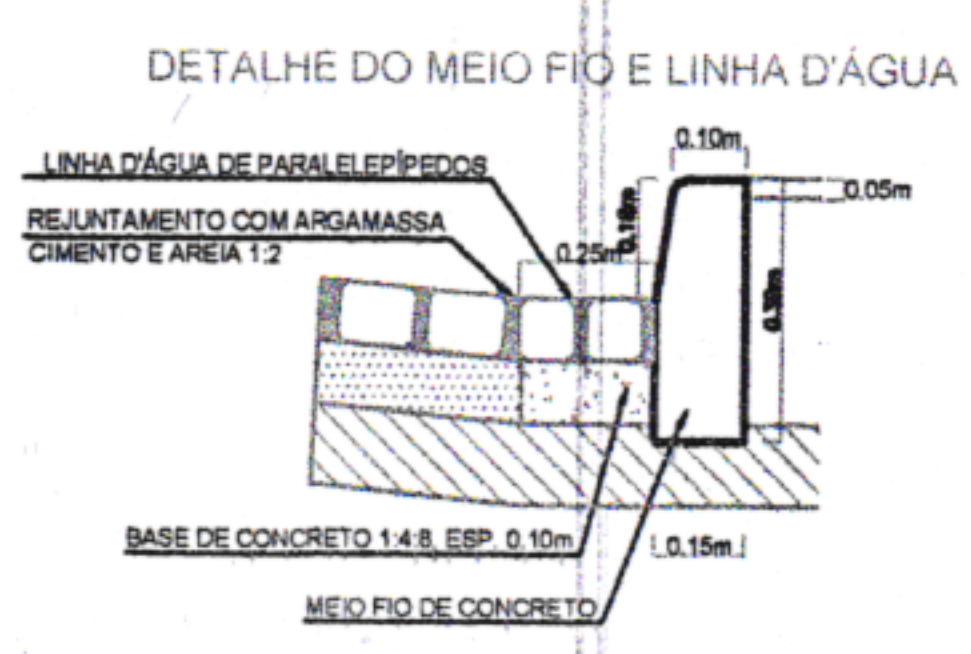 DETALHE DO MEIO FIO E LINHA D'ÁGUA
0.10m
LINHA D'ÁGUA DE PARALELEPÍPEDOS
0.05m
REJUNTAMENTO COM ARGAMASSA
CIMENTO E AREIA 1:2
0.25m
BASE DE CONCRETO 1:4:8, ESP. 0.10m
0.15m
MEIO FIO DE CONCRETO